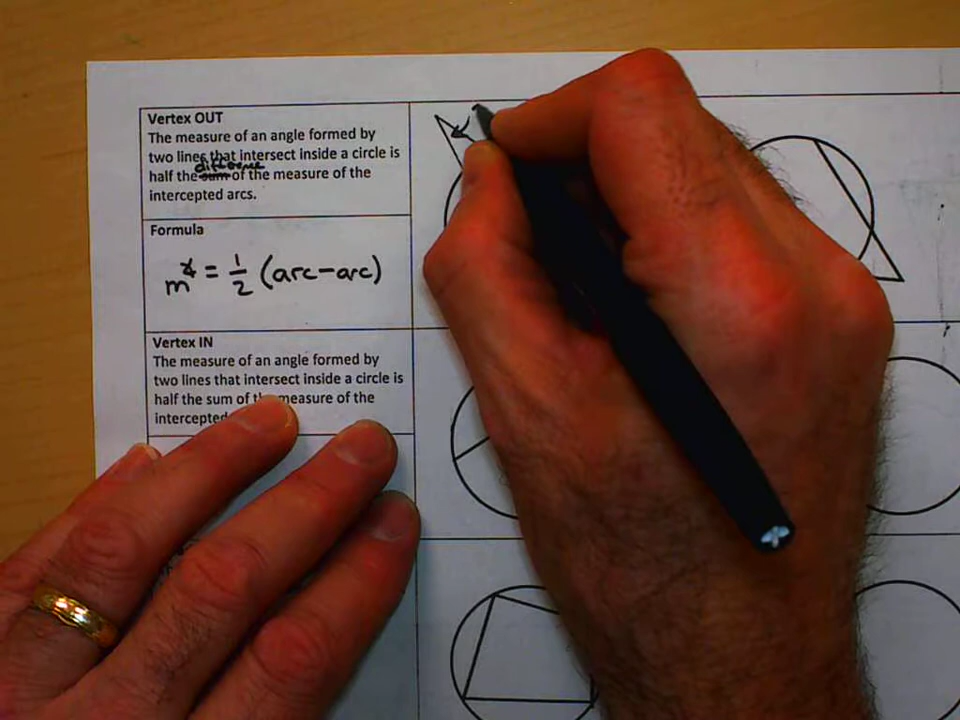 Vertex OUT
The measure of an angle formed by
two lines that intersect inside a circle is
difference
half the sum of the measure of the
intercepted arcs.
Formula
m∡ = 1/2 (arc-arc)
Vertex IN
The measure of an angle formed by
two lines that intersect inside a circle is
half the sum of the measure of the
intercepted